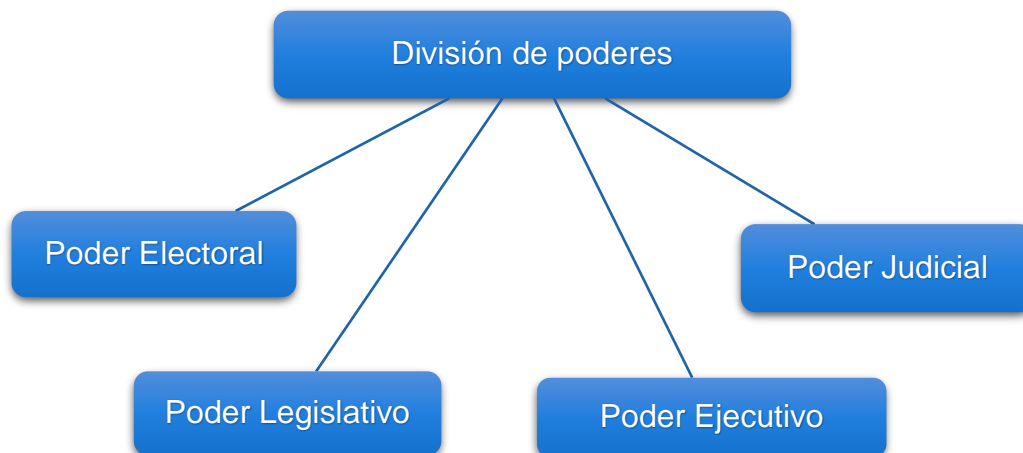 División de poderes
Poder Electoral
Poder Judicial
Poder Legislativo
Poder Ejecutivo